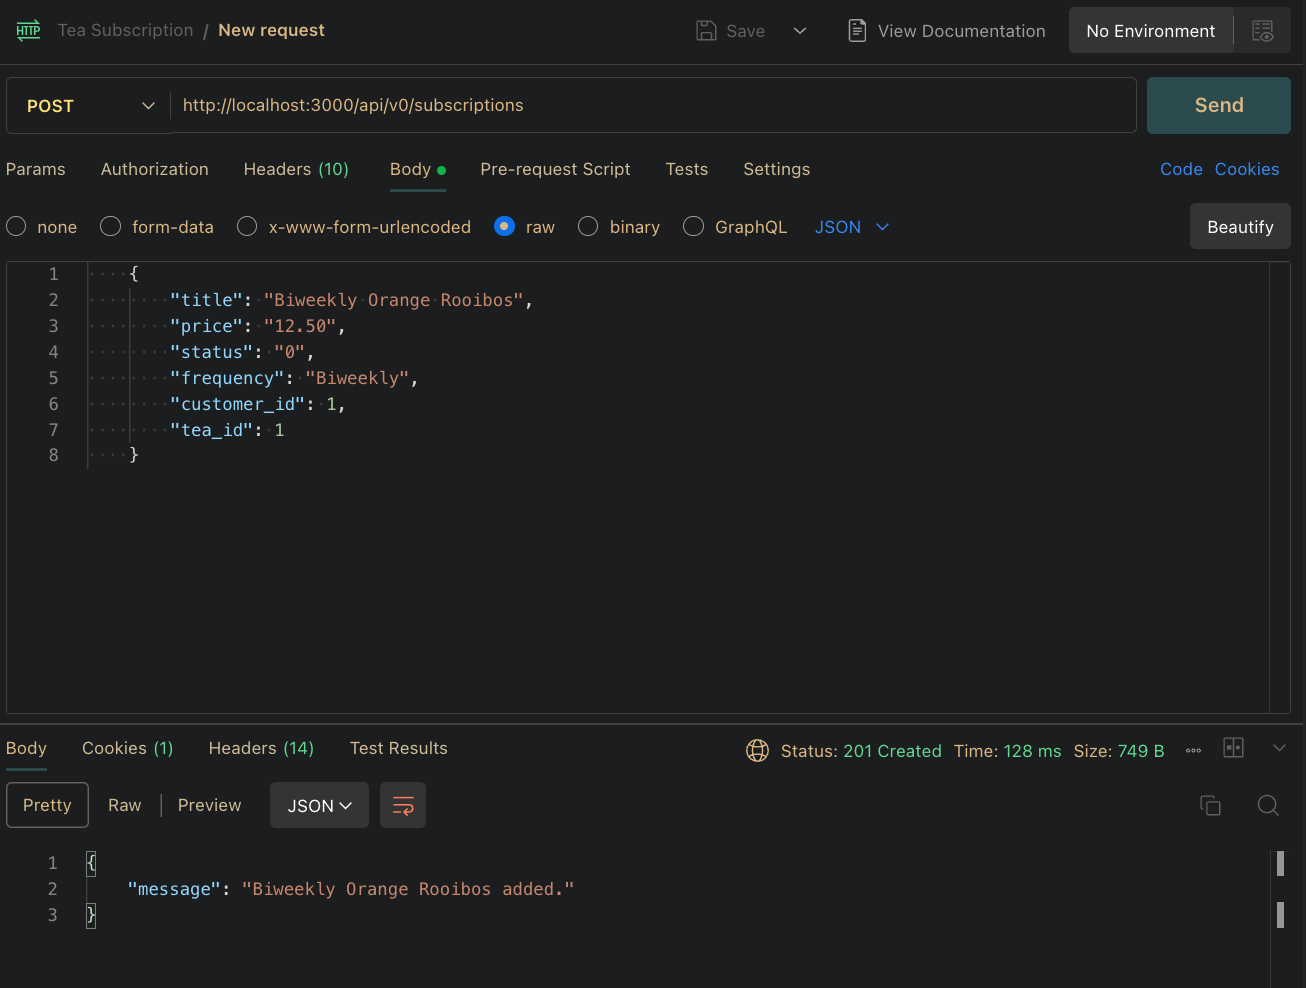 HTTP Tea Subscription / New request Save View Documentation No Environment
POST http://localhost:3000/api/v0/subscriptions Send
Params Authorization Headers (10) Body Pre-request Script Tests Settings Code Cookies
none form-data x-www-form-urlencoded raw binary GraphQL JSON Beautify
1 {
2 "title": "Biweekly Orange Rooibos",
3 "price": "12.50",
4 "status": "0",
5 "frequency": "Biweekly",
6 "customer_id": 1,
7 "tea_id": 1
8 }
Body Cookies (1) Headers (14) Test Results Status: 201 Created Time: 128 ms Size: 749 B
Pretty Raw Preview JSON
1 {
2 "message": "Biweekly Orange Rooibos added."
3 }